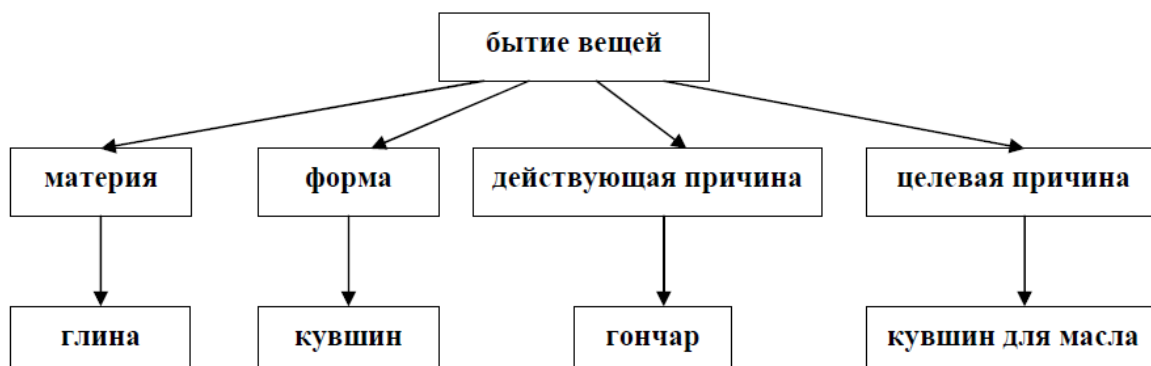 бытие вещей
материя
форма
действующая причина
целевая причина
глина
кувшин
гончар
кувшин для масла